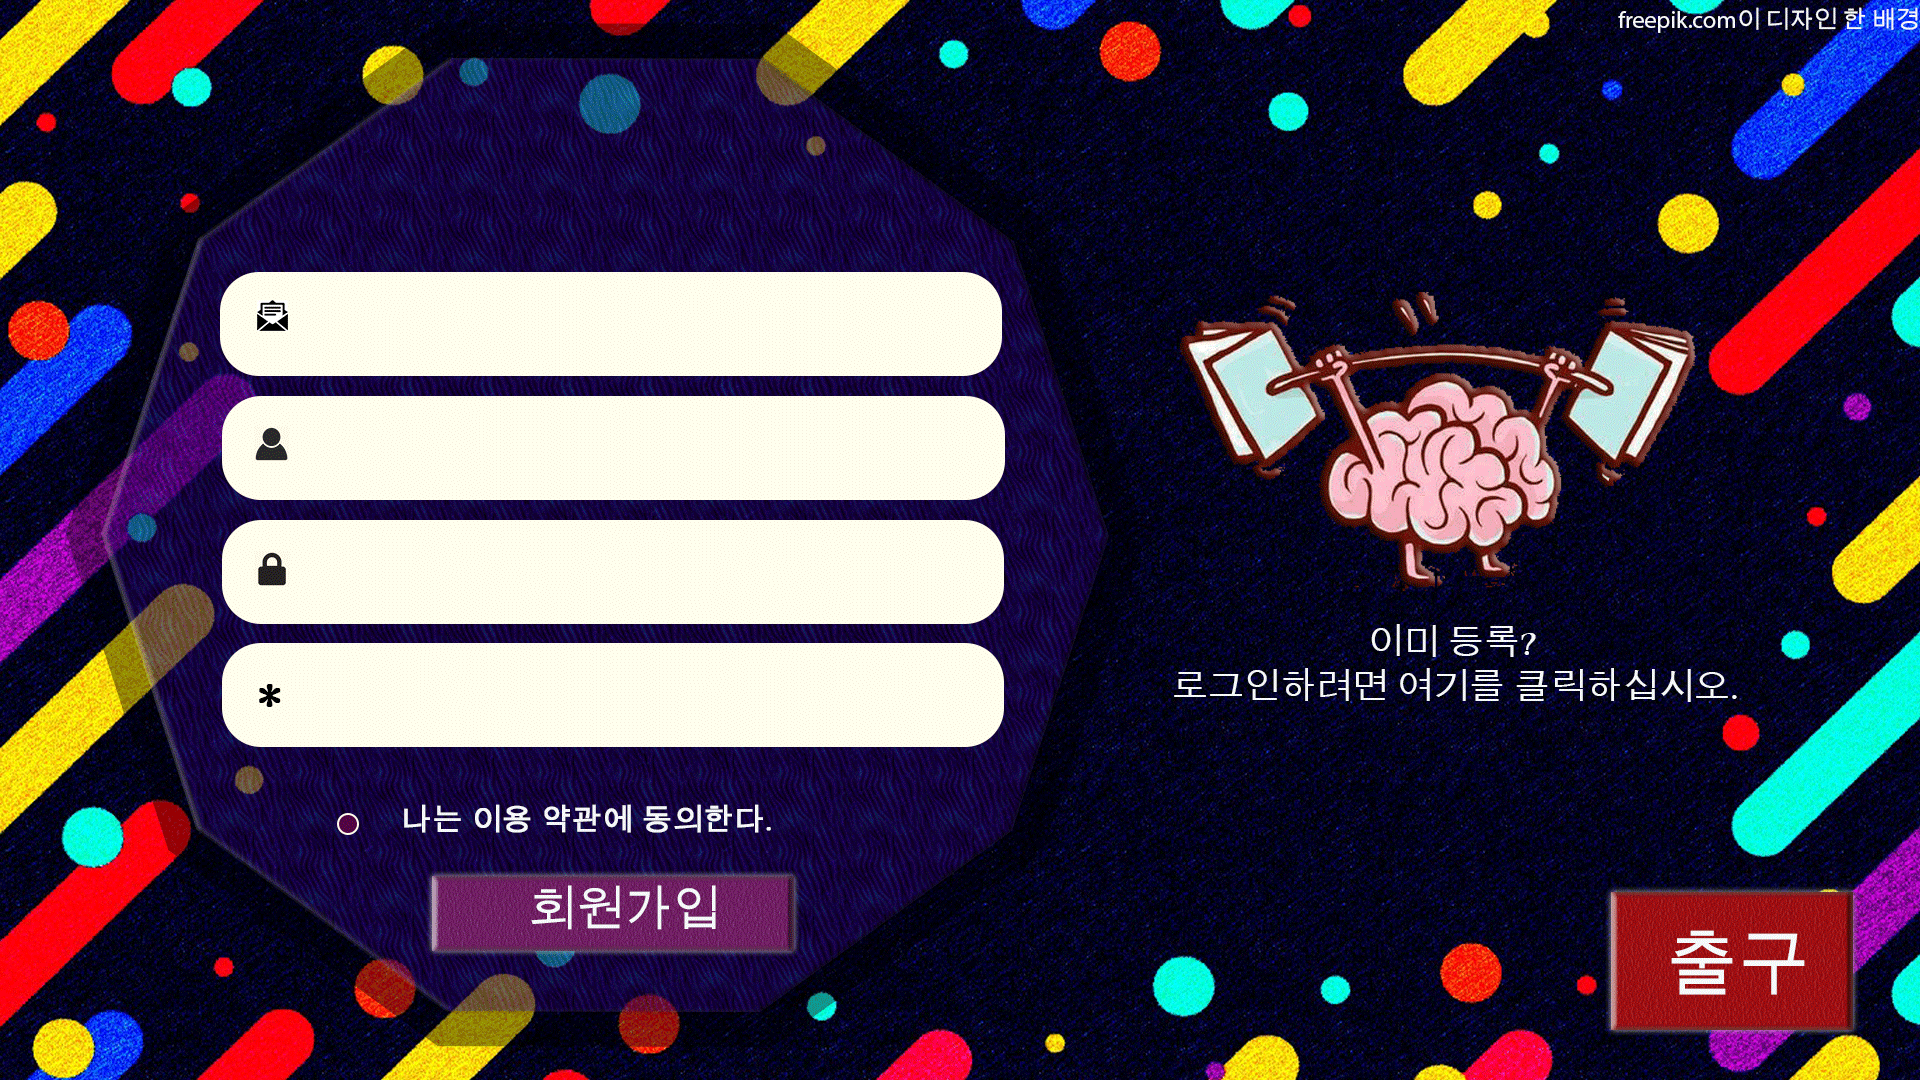 freepik.com이 디자인 한 배경
이미 등록?
로그인하려면 여기를 클릭하십시오.
나는 이용 약관에 동의한다.
회원가입
출구